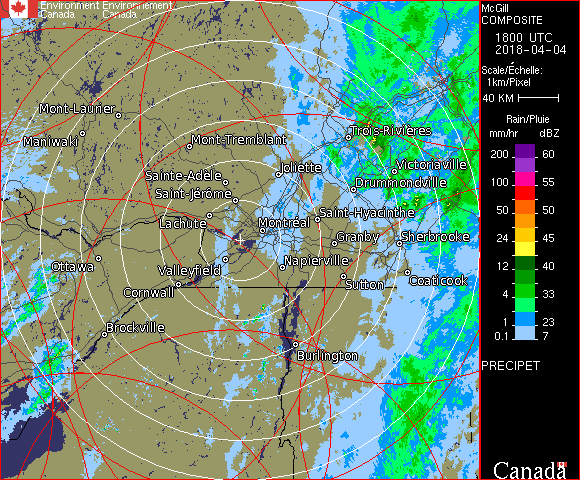 Environment Environnement
Canada Canada
McGill
COMPOSITE
1800 UTC
2018-04-04
Scale/Échelle:
1km/Pixel
40 KM
Rain/Pluie
mm/hr dBZ
200 60
100 55
50 50
24 45
12 40
4 33
1 23
0.1 7
PRECIPET
Canada
Mont-Laurier
Maniwaki
Mont-Tremblant
Trois-Rivières
Victoriaville
Joliette
Sainte-Adèle
Drummondville
Saint-Jérôme
Saint-Hyacinthe
Lachute
Montréal
Granby
Sherbrooke
Ottawa
Valleyfield
Napierville
Coaticook
Sutton
Cornwall
Brockville
Burlington